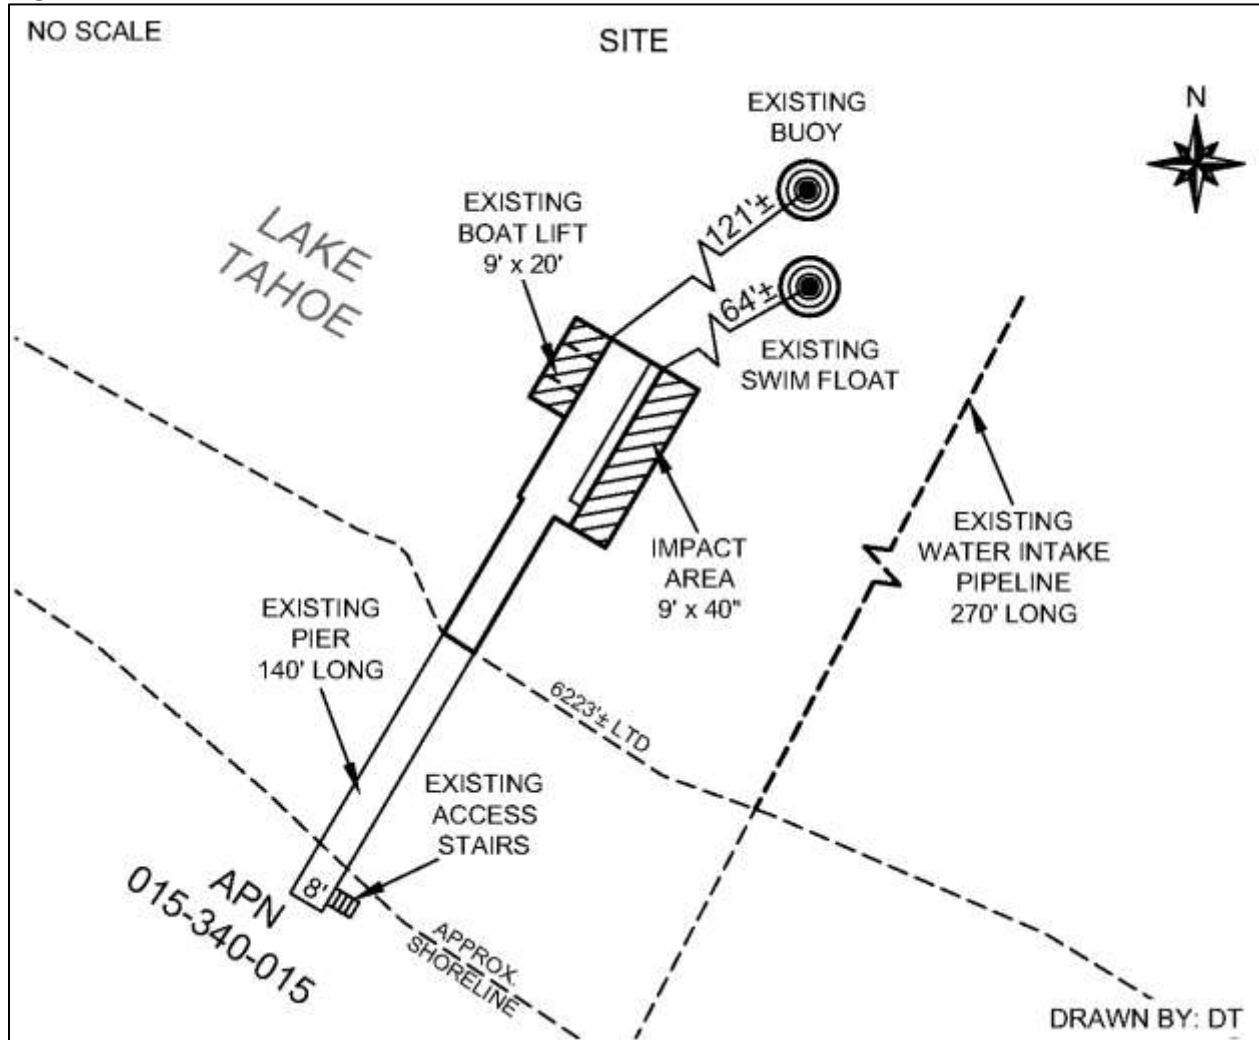 NO SCALE
SITE
N
EXISTING
BUOY
EXISTING
BOAT LIFT
9' x 20'
LAKE
TAHOE
121'±
64'±
EXISTING
SWIM FLOAT
IMPACT
AREA
9' x 40"
EXISTING
WATER INTAKE
PIPELINE
270' LONG
EXISTING
PIER
140' LONG
6223'± LTD
EXISTING
ACCESS
STAIRS
8'
APN
015-340-015
APPROX.
SHORELINE
DRAWN BY: DT